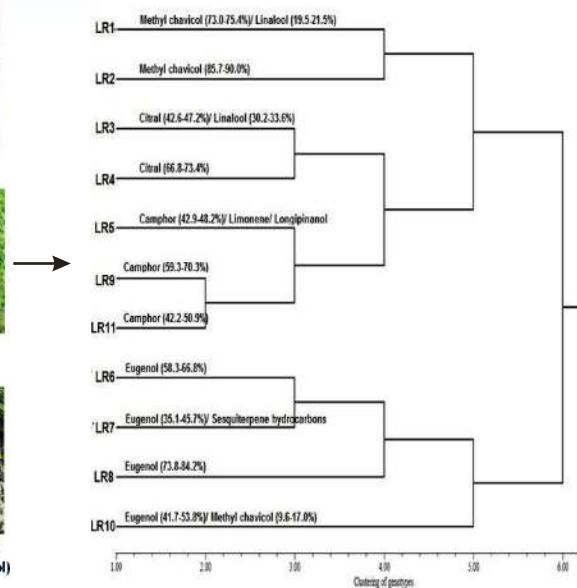 LR1 Methyl chavicol (73.0-75.4%)/ Linalool (19.5-21.5%)
LR2 Methyl chavicol (85.7-90.0%)
LR3 Citral (42.6-47.2%)/ Linalool (30.2-33.6%)
LR4 Citral (66.8-73.4%)
LR5 Camphor (42.9-48.2%)/ Limonene/ Longipinanol
LR9 Camphor (59.3-70.3%)
LR11 Camphor (42.2-50.9%)
LR6 Eugenol (58.3-66.8%)
'LR7 Eugenol (35.1-45.7%)/ Sesquiterpene hydrocarbons
LR8 Eugenol (73.8-84.2%)
LR10 Eugenol (41.7-53.8%)/ Methyl chavicol (9.6-17.0%)
1.00 2.00 3.00 4.00 5.00 6.00
Clustering of genotypes